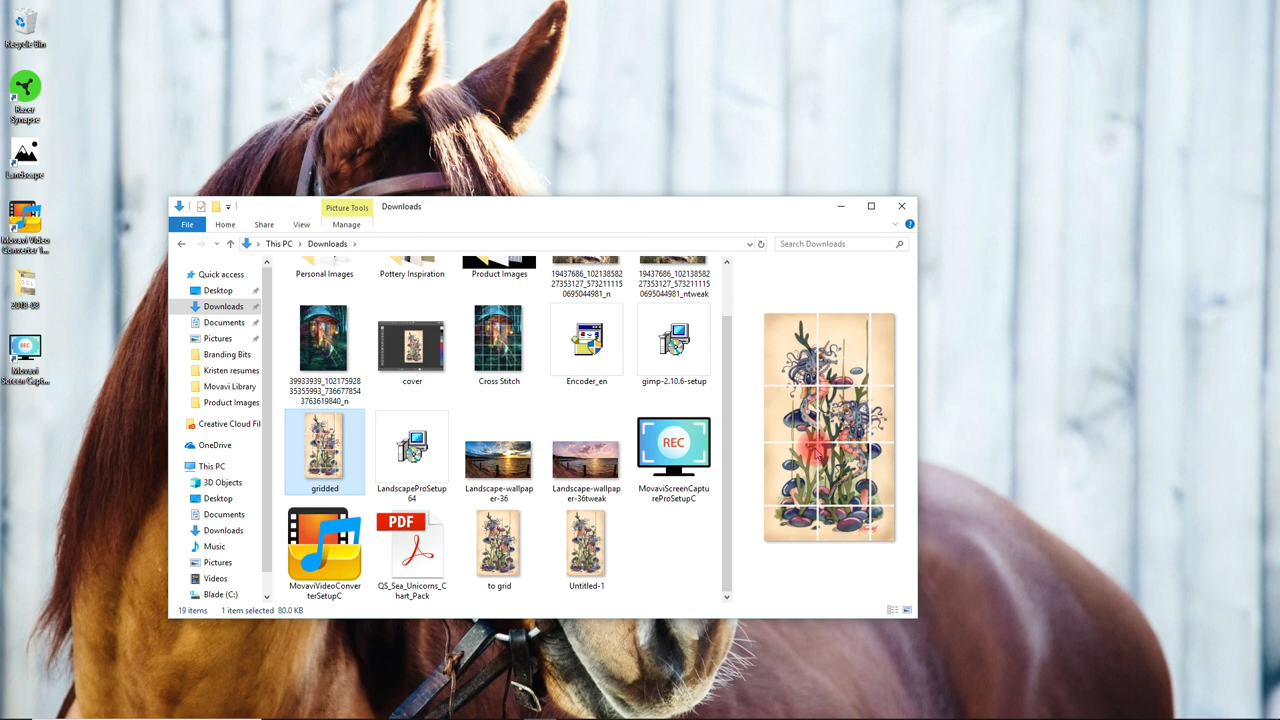 Recycle Bin
Razer
Synapse
Landscape
Movavi Video
Converter 1...
2018-08
Movavi
Screen Capt...
Picture Tools
Downloads
File
Home
Share
View
Manage
This PC
Downloads
Search Downloads
Quick access
Desktop
Downloads
Documents
Pictures
Branding Bits
Kristen resumes
Movavi Library
Product Images
Creative Cloud Fil
OneDrive
This PC
3D Objects
Desktop
Documents
Downloads
Music
Pictures
Videos
Blade (C:)
Personal Images
Pottery Inspiration
Product Images
19437686_102138582
27353127_573211115
0695044981_n
19437686_102138582
27353127_573211115
0695044981_ntweak
39933939_102175928
35355993_736677854
3763619840_n
cover
Cross Stitch
Encoder_en
gimp-2.10.6-setup
gridded
LandscapeProSetup
64
Landscape-wallpap
er-36
Landscape-wallpap
er-36tweak
REC
MovaviScreenCaptu
reProSetupC
MovaviVideoConver
terSetupC
PDF
QS_Sea_Unicorns_C
hart_Pack
to grid
Untitled-1
19 items
1 item selected 80.0 KB